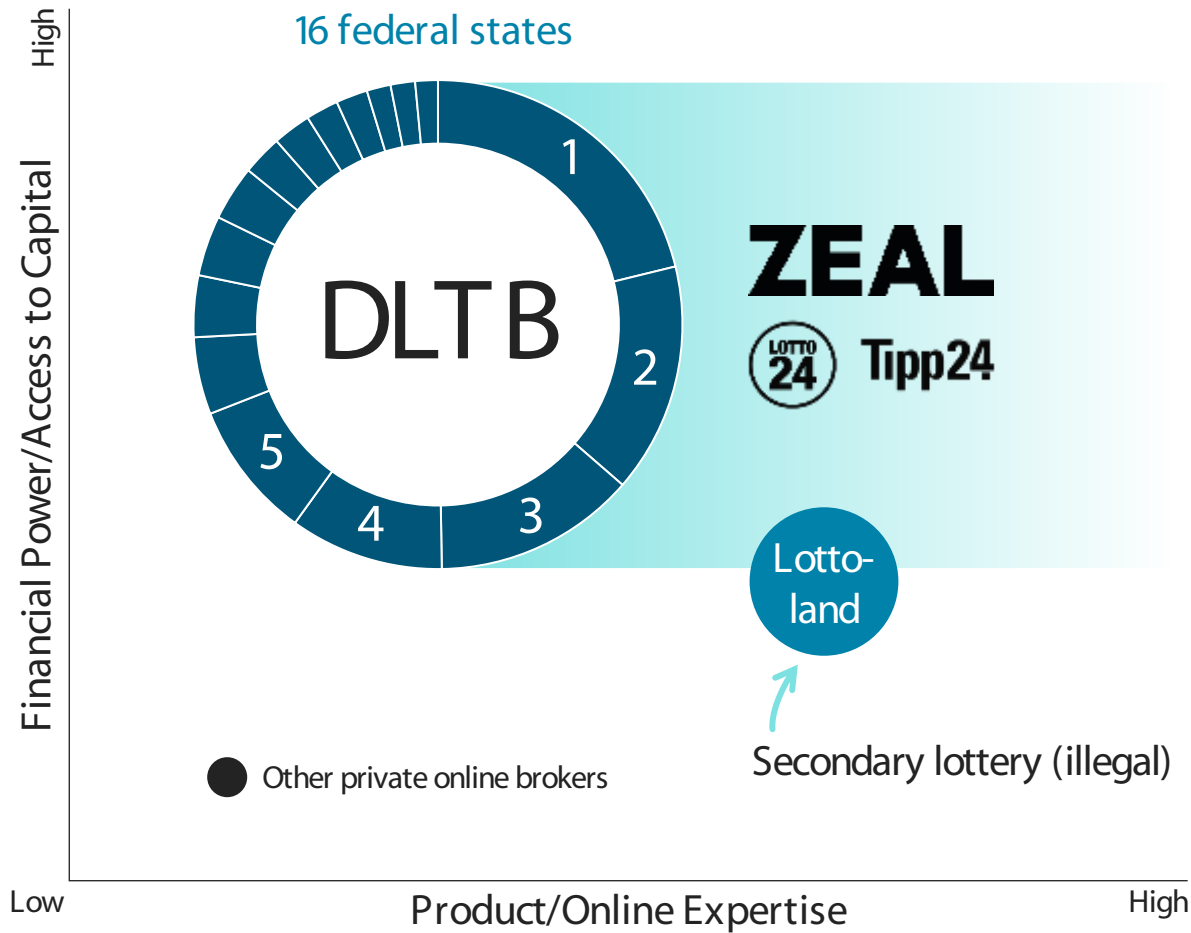 High
16 federal states
Financial Power/Access to Capital
1
2
3
4
5
DLTB
ZEAL
LOTTO
24
Tipp24
Lotto-
land
Secondary lottery (illegal)
Other private online brokers
Low
Product/Online Expertise
High